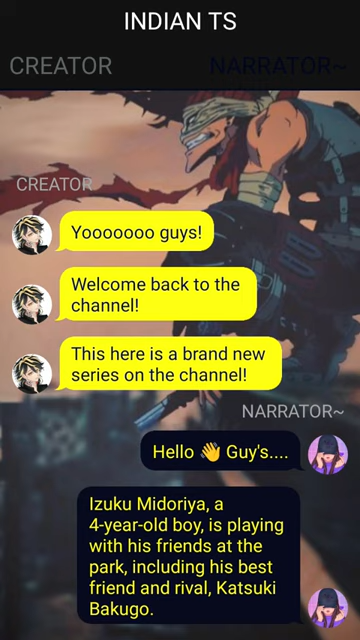 INDIAN TS
CREATOR NARRATOR~
CREATOR
Yooooooo guys!
Welcome back to the
channel!
This here is a brand new
series on the channel!
NARRATOR~
Hello 👋 Guy's....
Izuku Midoriya, a
4-year-old boy, is playing
with his friends at the
park, including his best
friend and rival, Katsuki
Bakugo.